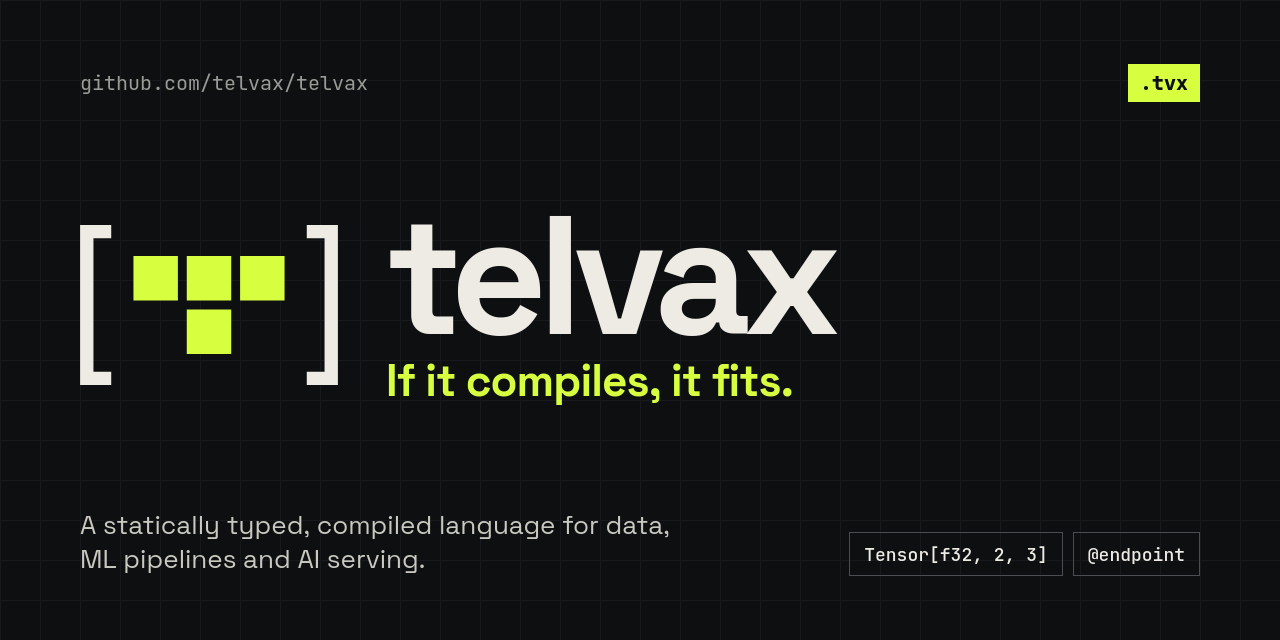 github.com/telvax/telvax
.tvx
telvax
If it compiles, it fits.
A statically typed, compiled language for data,
ML pipelines and AI serving.
Tensor[f32, 2, 3]
@endpoint